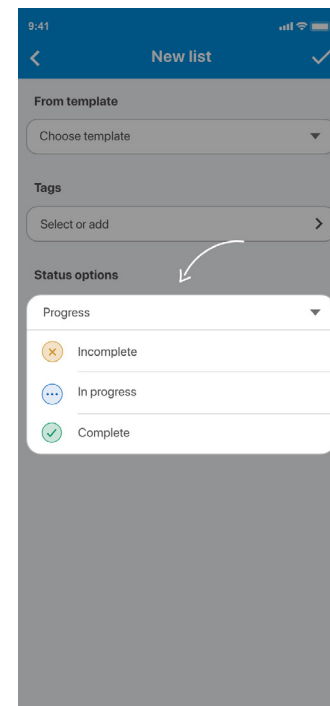 9:41
New list
From template
Choose template
Tags
Select or add
Status options
Progress
Incomplete
In progress
Complete